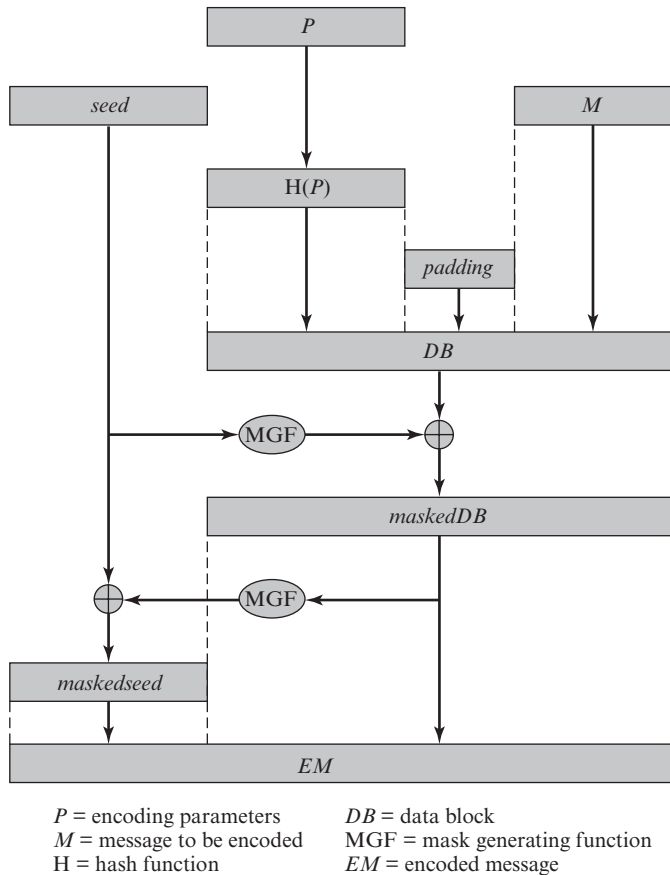 P
seed
M
H(P)
padding
DB
MGF
maskedDB
MGF
maskedseed
EM
P = encoding parameters
M = message to be encoded
H = hash function
DB = data block
MGF = mask generating function
EM = encoded message